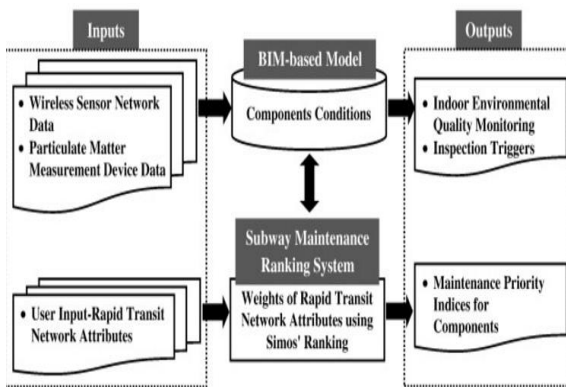 Inputs
• Wireless Sensor Network
Data
• Particulate Matter
Measurement Device Data
• User Input-Rapid Transit
Network Attributes
BIM-based Model
Components Conditions
Subway Maintenance
Ranking System
Weights of Rapid Transit
Network Attributes using
Simos' Ranking
Outputs
• Indoor Environmental
Quality Monitoring
• Inspection Triggers
• Maintenance Priority
Indices for
Components